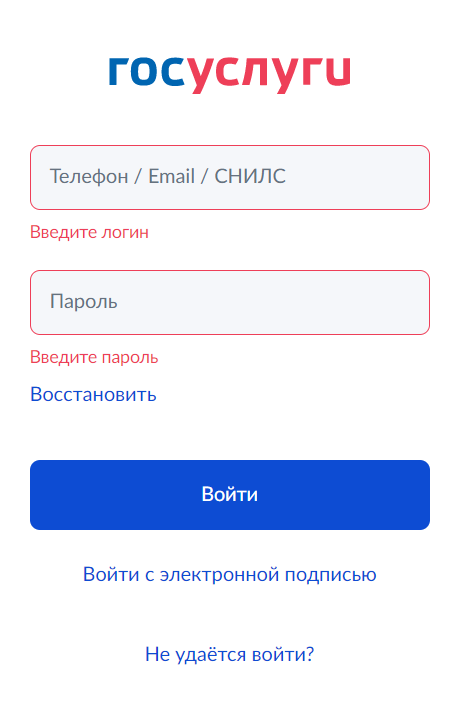 госуслуги
Телефон / Email / СНИЛС
Введите логин
Пароль
Введите пароль
Восстановить
Войти
Войти с электронной подписью
Не удаётся войти?